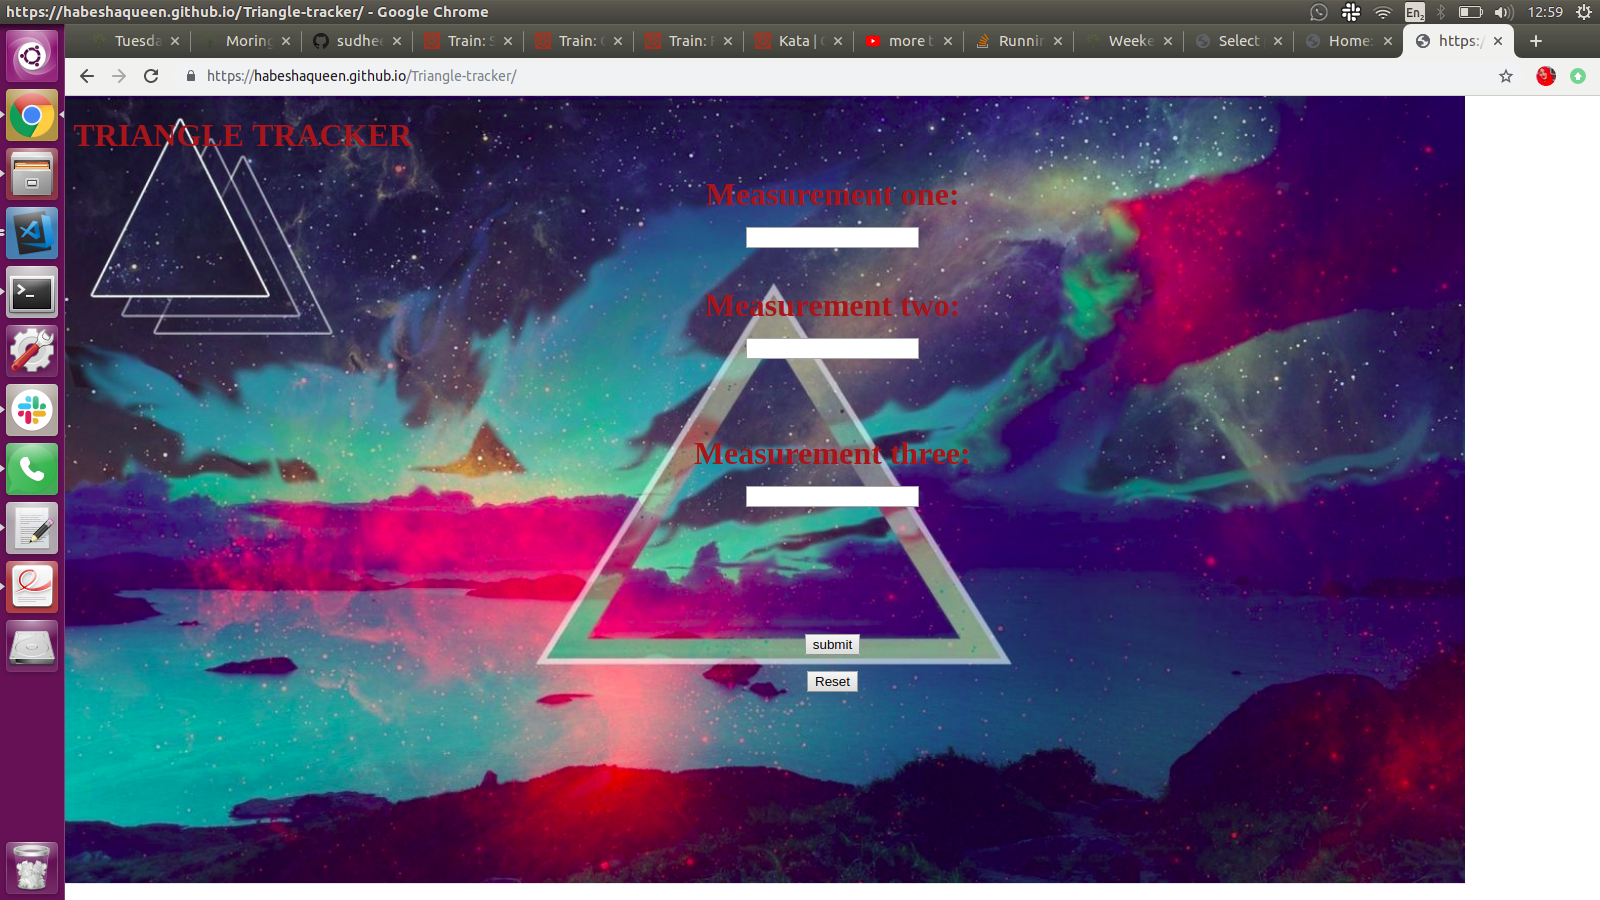 https://habeshaqueen.github.io/Triangle-tracker/ - Google Chrome
En2
12:59
Tuesda
Moring
sudhe
Train: S
Train:
Train: F
Kata |
more t
Runnin
Weeke
Select
Home:
https:/
https://habeshaqueen.github.io/Triangle-tracker/
TRIANGLE TRACKER
Measurement one:
Measurement two:
Measurement three:
submit
Reset